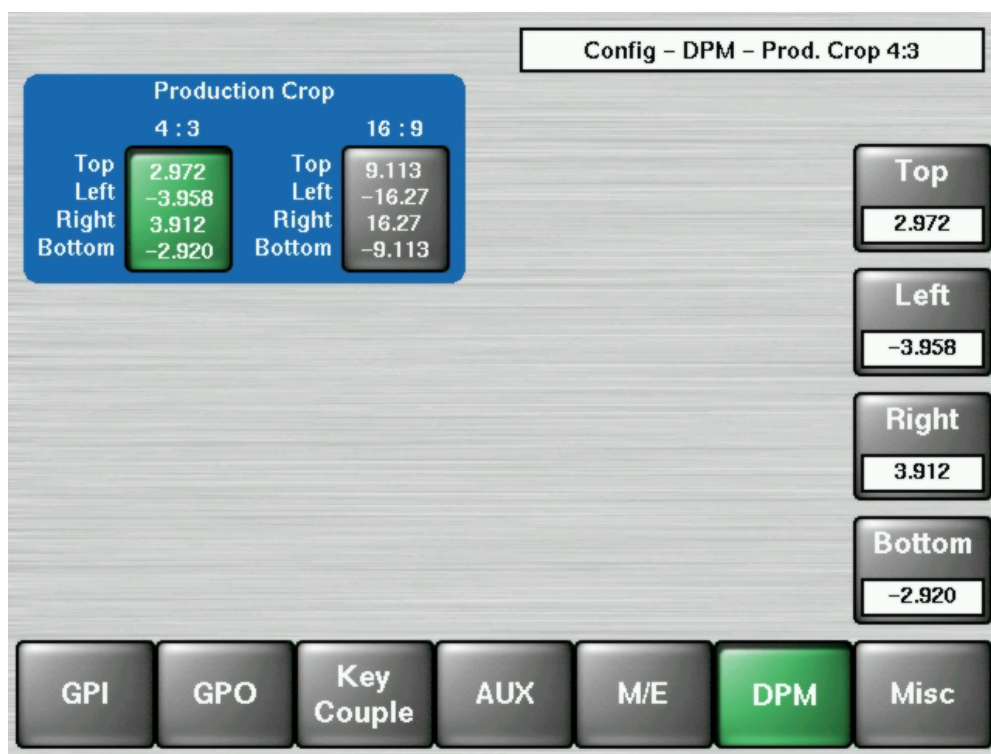 Config – DPM – Prod. Crop 4:3
Production Crop
4 : 3 16 : 9
Top 2.972 Top 9.113
Left –3.958 Left –16.27
Right 3.912 Right 16.27
Bottom –2.920 Bottom –9.113
Top
2.972
Left
–3.958
Right
3.912
Bottom
–2.920
GPI GPO Key Couple AUX M/E DPM Misc